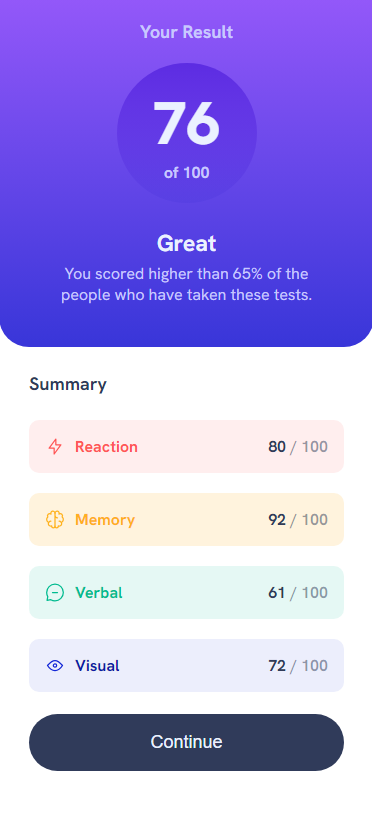 Your Result
76
of 100
Great
You scored higher than 65% of the
people who have taken these tests.
Summary
Reaction 80 / 100
Memory 92 / 100
Verbal 61 / 100
Visual 72 / 100
Continue